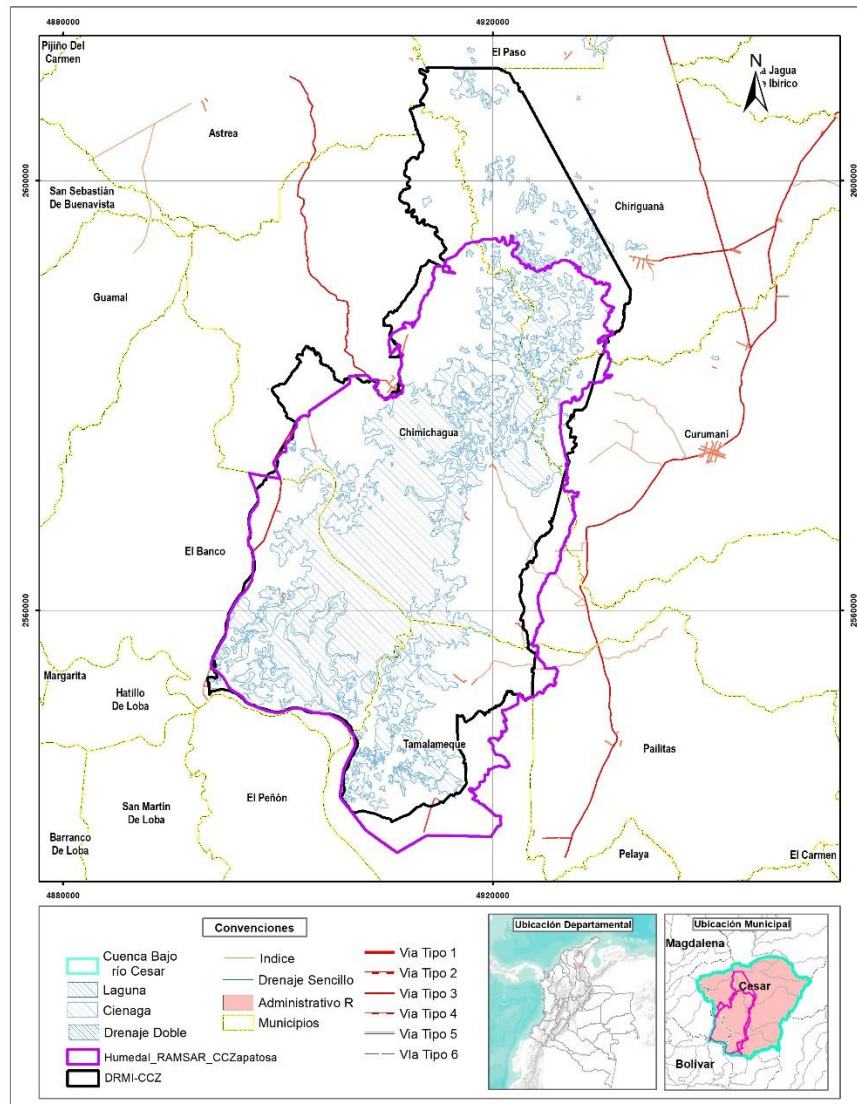 4880000
4920000
Pijiño Del
Carmen
El Paso
N
a Jagua
e Ibirico
Astrea
2600000
2600000
San Sebastián
De Buenavista
Chiriguaná
Guamal
Chimichagua
Curumaní
El Banco
2560000
2560000
Margarita
Hatillo
De Loba
Tamalameque
Pailitas
El Peñón
San Martín
De Loba
Barranco
De Loba
Pelaya
El Carmen
4880000
4920000
Convenciones
Cuenca Bajo
río Cesar
Laguna
Cienaga
Drenaje Doble
Humedal_RAMSAR_CCZapatosa
DRMI-CCZ
Indice
Drenaje Sencillo
Administrativo R
Municipios
Via Tipo 1
Via Tipo 2
Via Tipo 3
Via Tipo 4
Via Tipo 5
VIa Tipo 6
Ubicación Departamental
Ubicación Municipal
Magdalena
Cesar
Bolivar